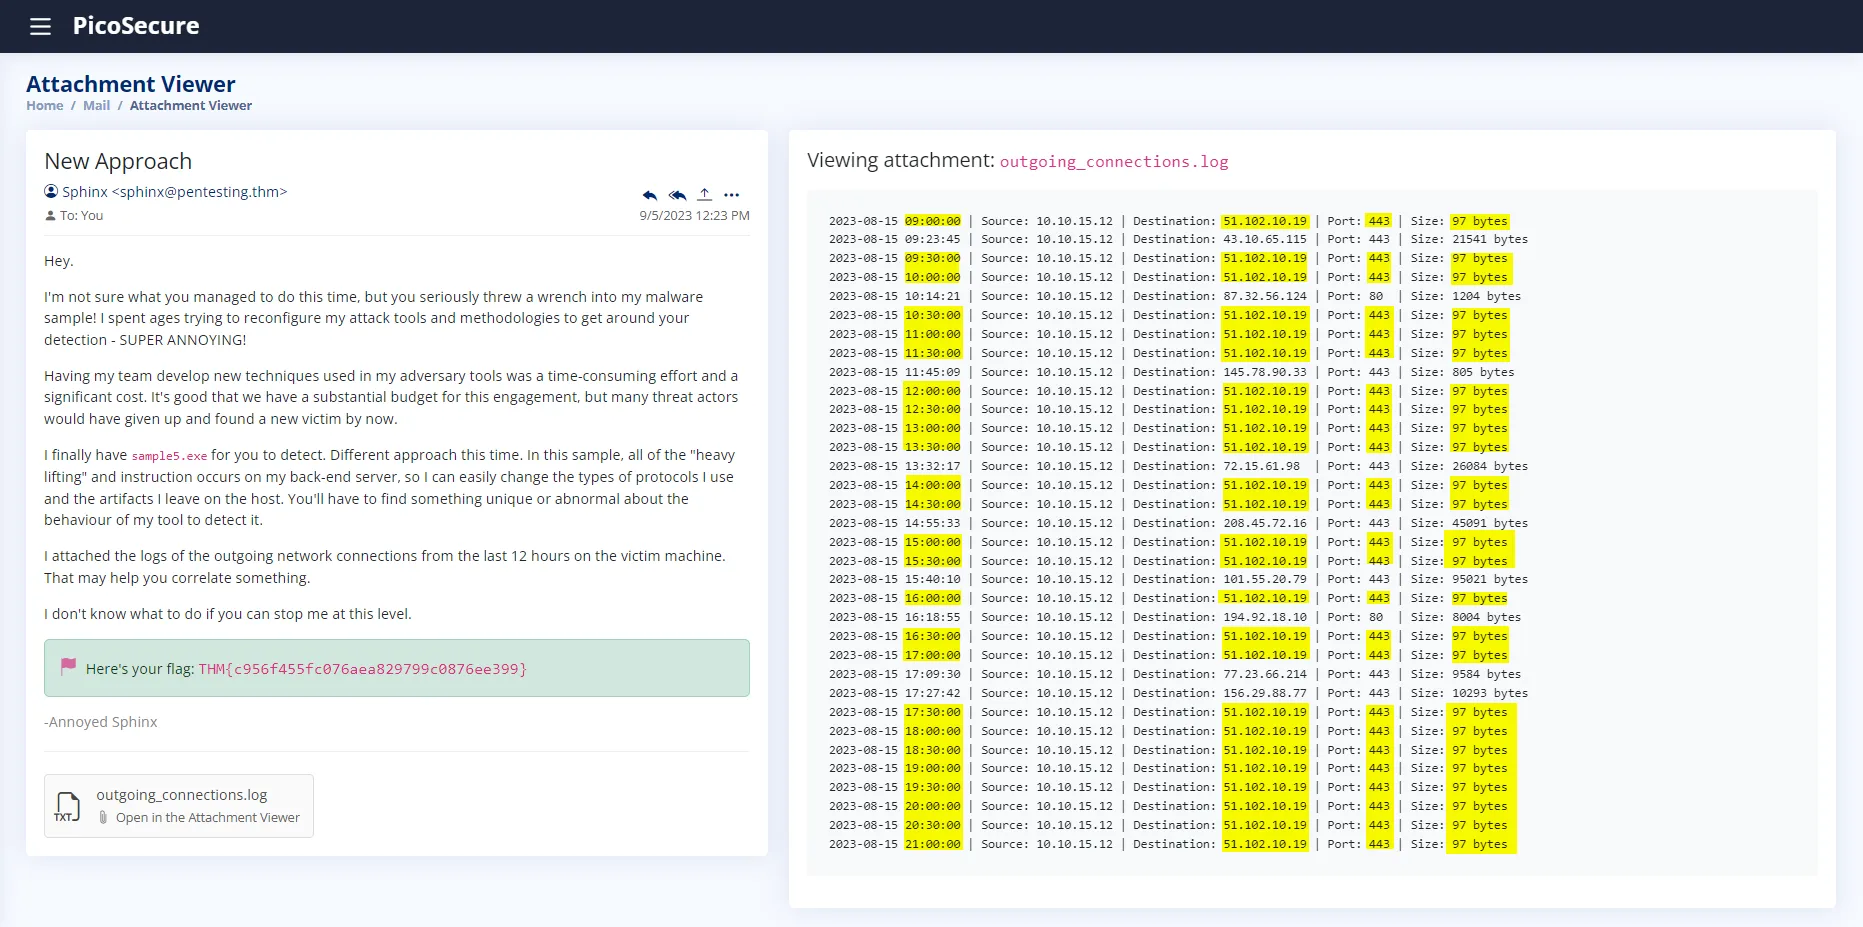 PicoSecure
Attachment Viewer
Home / Mail / Attachment Viewer
New Approach
Sphinx <sphinx@pentesting.thm>
To: You
9/5/2023 12:23 PM
Hey.
I'm not sure what you managed to do this time, but you seriously threw a wrench into my malware
sample! I spent ages trying to reconfigure my attack tools and methodologies to get around your
detection - SUPER ANNOYING!
Having my team develop new techniques used in my adversary tools was a time-consuming effort and a
significant cost. It's good that we have a substantial budget for this engagement, but many threat actors
would have given up and found a new victim by now.
I finally have sample5.exe for you to detect. Different approach this time. In this sample, all of the "heavy
lifting" and instruction occurs on my back-end server, so I can easily change the types of protocols I use
and the artifacts I leave on the host. You'll have to find something unique or abnormal about the
behaviour of my tool to detect it.
I attached the logs of the outgoing network connections from the last 12 hours on the victim machine.
That may help you correlate something.
I don't know what to do if you can stop me at this level.
Here's your flag: THM{c956f455fc076aea829799c0876ee399}
-Annoyed Sphinx
TXT
outgoing_connections.log
Open in the Attachment Viewer
Viewing attachment: outgoing_connections.log
2023-08-15 09:00:00 | Source: 10.10.15.12 | Destination: 51.102.10.19 | Port: 443 | Size: 97 bytes
2023-08-15 09:23:45 | Source: 10.10.15.12 | Destination: 43.10.65.115 | Port: 443 | Size: 21541 bytes
2023-08-15 09:30:00 | Source: 10.10.15.12 | Destination: 51.102.10.19 | Port: 443 | Size: 97 bytes
2023-08-15 10:00:00 | Source: 10.10.15.12 | Destination: 51.102.10.19 | Port: 443 | Size: 97 bytes
2023-08-15 10:14:21 | Source: 10.10.15.12 | Destination: 87.32.56.124 | Port: 80 | Size: 1204 bytes
2023-08-15 10:30:00 | Source: 10.10.15.12 | Destination: 51.102.10.19 | Port: 443 | Size: 97 bytes
2023-08-15 11:00:00 | Source: 10.10.15.12 | Destination: 51.102.10.19 | Port: 443 | Size: 97 bytes
2023-08-15 11:30:00 | Source: 10.10.15.12 | Destination: 51.102.10.19 | Port: 443 | Size: 97 bytes
2023-08-15 11:45:09 | Source: 10.10.15.12 | Destination: 145.78.90.33 | Port: 443 | Size: 805 bytes
2023-08-15 12:00:00 | Source: 10.10.15.12 | Destination: 51.102.10.19 | Port: 443 | Size: 97 bytes
2023-08-15 12:30:00 | Source: 10.10.15.12 | Destination: 51.102.10.19 | Port: 443 | Size: 97 bytes
2023-08-15 13:00:00 | Source: 10.10.15.12 | Destination: 51.102.10.19 | Port: 443 | Size: 97 bytes
2023-08-15 13:30:00 | Source: 10.10.15.12 | Destination: 51.102.10.19 | Port: 443 | Size: 97 bytes
2023-08-15 13:32:17 | Source: 10.10.15.12 | Destination: 72.15.61.98 | Port: 443 | Size: 26084 bytes
2023-08-15 14:00:00 | Source: 10.10.15.12 | Destination: 51.102.10.19 | Port: 443 | Size: 97 bytes
2023-08-15 14:30:00 | Source: 10.10.15.12 | Destination: 51.102.10.19 | Port: 443 | Size: 97 bytes
2023-08-15 14:55:33 | Source: 10.10.15.12 | Destination: 208.45.72.16 | Port: 443 | Size: 45091 bytes
2023-08-15 15:00:00 | Source: 10.10.15.12 | Destination: 51.102.10.19 | Port: 443 | Size: 97 bytes
2023-08-15 15:30:00 | Source: 10.10.15.12 | Destination: 51.102.10.19 | Port: 443 | Size: 97 bytes
2023-08-15 15:40:10 | Source: 10.10.15.12 | Destination: 101.55.20.79 | Port: 443 | Size: 95021 bytes
2023-08-15 16:00:00 | Source: 10.10.15.12 | Destination: 51.102.10.19 | Port: 443 | Size: 97 bytes
2023-08-15 16:18:55 | Source: 10.10.15.12 | Destination: 194.92.18.10 | Port: 80 | Size: 8004 bytes
2023-08-15 16:30:00 | Source: 10.10.15.12 | Destination: 51.102.10.19 | Port: 443 | Size: 97 bytes
2023-08-15 17:00:00 | Source: 10.10.15.12 | Destination: 51.102.10.19 | Port: 443 | Size: 97 bytes
2023-08-15 17:09:30 | Source: 10.10.15.12 | Destination: 77.23.66.214 | Port: 443 | Size: 9584 bytes
2023-08-15 17:27:42 | Source: 10.10.15.12 | Destination: 156.29.88.77 | Port: 443 | Size: 10293 bytes
2023-08-15 17:30:00 | Source: 10.10.15.12 | Destination: 51.102.10.19 | Port: 443 | Size: 97 bytes
2023-08-15 18:00:00 | Source: 10.10.15.12 | Destination: 51.102.10.19 | Port: 443 | Size: 97 bytes
2023-08-15 18:30:00 | Source: 10.10.15.12 | Destination: 51.102.10.19 | Port: 443 | Size: 97 bytes
2023-08-15 19:00:00 | Source: 10.10.15.12 | Destination: 51.102.10.19 | Port: 443 | Size: 97 bytes
2023-08-15 19:30:00 | Source: 10.10.15.12 | Destination: 51.102.10.19 | Port: 443 | Size: 97 bytes
2023-08-15 20:00:00 | Source: 10.10.15.12 | Destination: 51.102.10.19 | Port: 443 | Size: 97 bytes
2023-08-15 20:30:00 | Source: 10.10.15.12 | Destination: 51.102.10.19 | Port: 443 | Size: 97 bytes
2023-08-15 21:00:00 | Source: 10.10.15.12 | Destination: 51.102.10.19 | Port: 443 | Size: 97 bytes